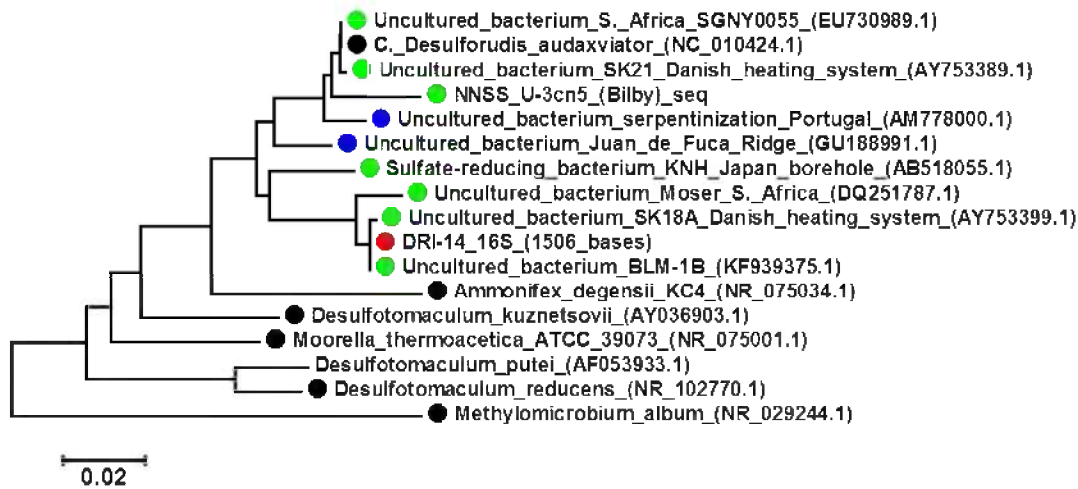 Uncultured_bacterium_S._Africa_SGNY0055_(EU730989.1)
C._Desulforudis_audaxviator_(NC_010424.1)
Uncultured_bacterium_SK21_Danish_heating_system_(AY753389.1)
NNSS_U-3cn5_(Bilby)_seq
Uncultured_bacterium_serpentinization_Portugal_(AM778000.1)
Uncultured_bacterium_Juan_de_Fuca_Ridge_(GU188991.1)
Sulfate-reducing_bacterium_KNH_Japan_borehole_(AB518055.1)
Uncultured_bacterium_Moser_S._Africa_(DQ251787.1)
Uncultured_bacterium_SK18A_Danish_heating_system_(AY753399.1)
DRI-14_16S_(1506_bases)
Uncultured_bacterium_BLM-1B_(KF939375.1)
Ammonifex_degensii_KC4_(NR_075034.1)
Desulfotomaculum_kuznetsovii_(AY036903.1)
Moorella_thermoacetica_ATCC_39073_(NR_075001.1)
Desulfotomaculum_putei_(AF053933.1)
Desulfotomaculum_reducens_(NR_102770.1)
Methylomicrobium_album_(NR_029244.1)
0.02